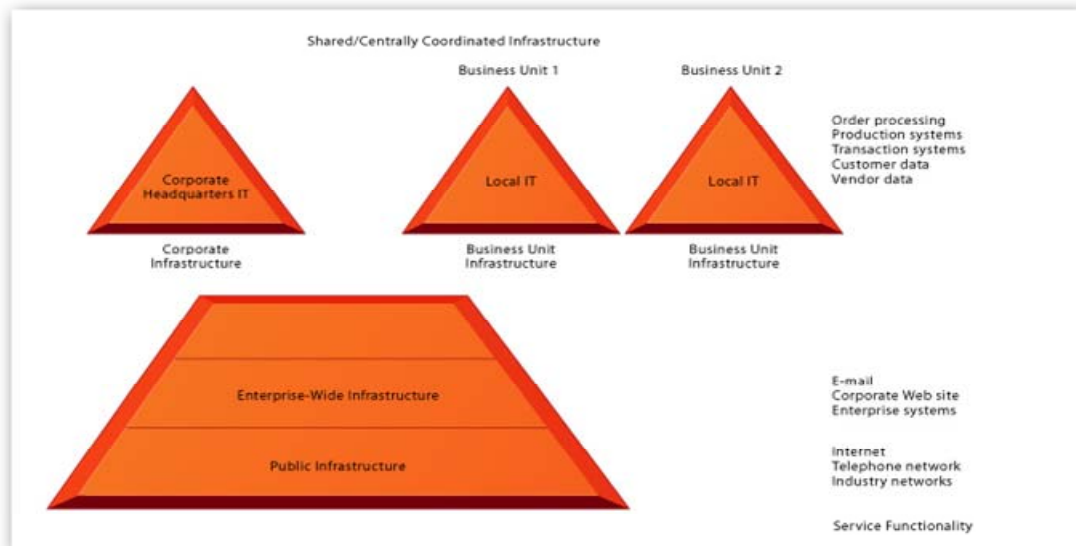 Shared/Centrally Coordinated Infrastructure
Business Unit 1
Business Unit 2
Corporate
Headquarters IT
Local IT
Local IT
Order processing
Production systems
Transaction systems
Customer data
Vendor data
Corporate
Infrastructure
Business Unit
Infrastructure
Business Unit
Infrastructure
Enterprise-Wide Infrastructure
E-mail
Corporate Web site
Enterprise systems
Public Infrastructure
Internet
Telephone network
Industry networks
Service Functionality